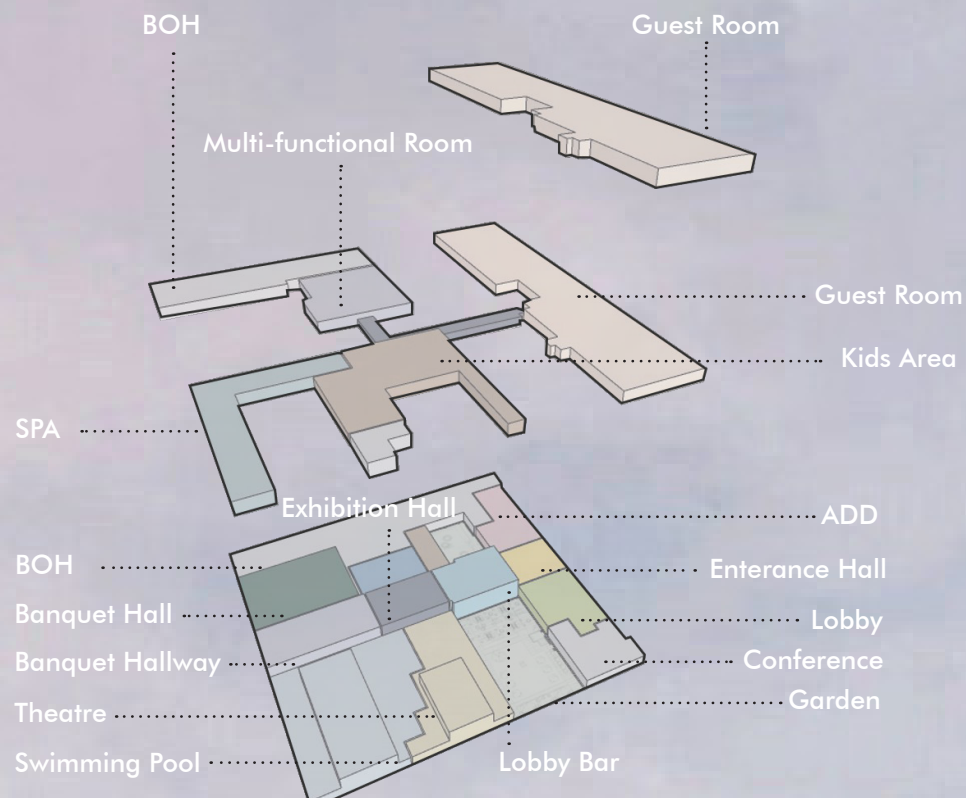 BOH
Guest Room
Multi-functional Room
Guest Room
Kids Area
SPA
Exhibition Hall
ADD
BOH
Enterance Hall
Banquet Hall
Lobby
Banquet Hallway
Conference
Garden
Theatre
Swimming Pool
Lobby Bar